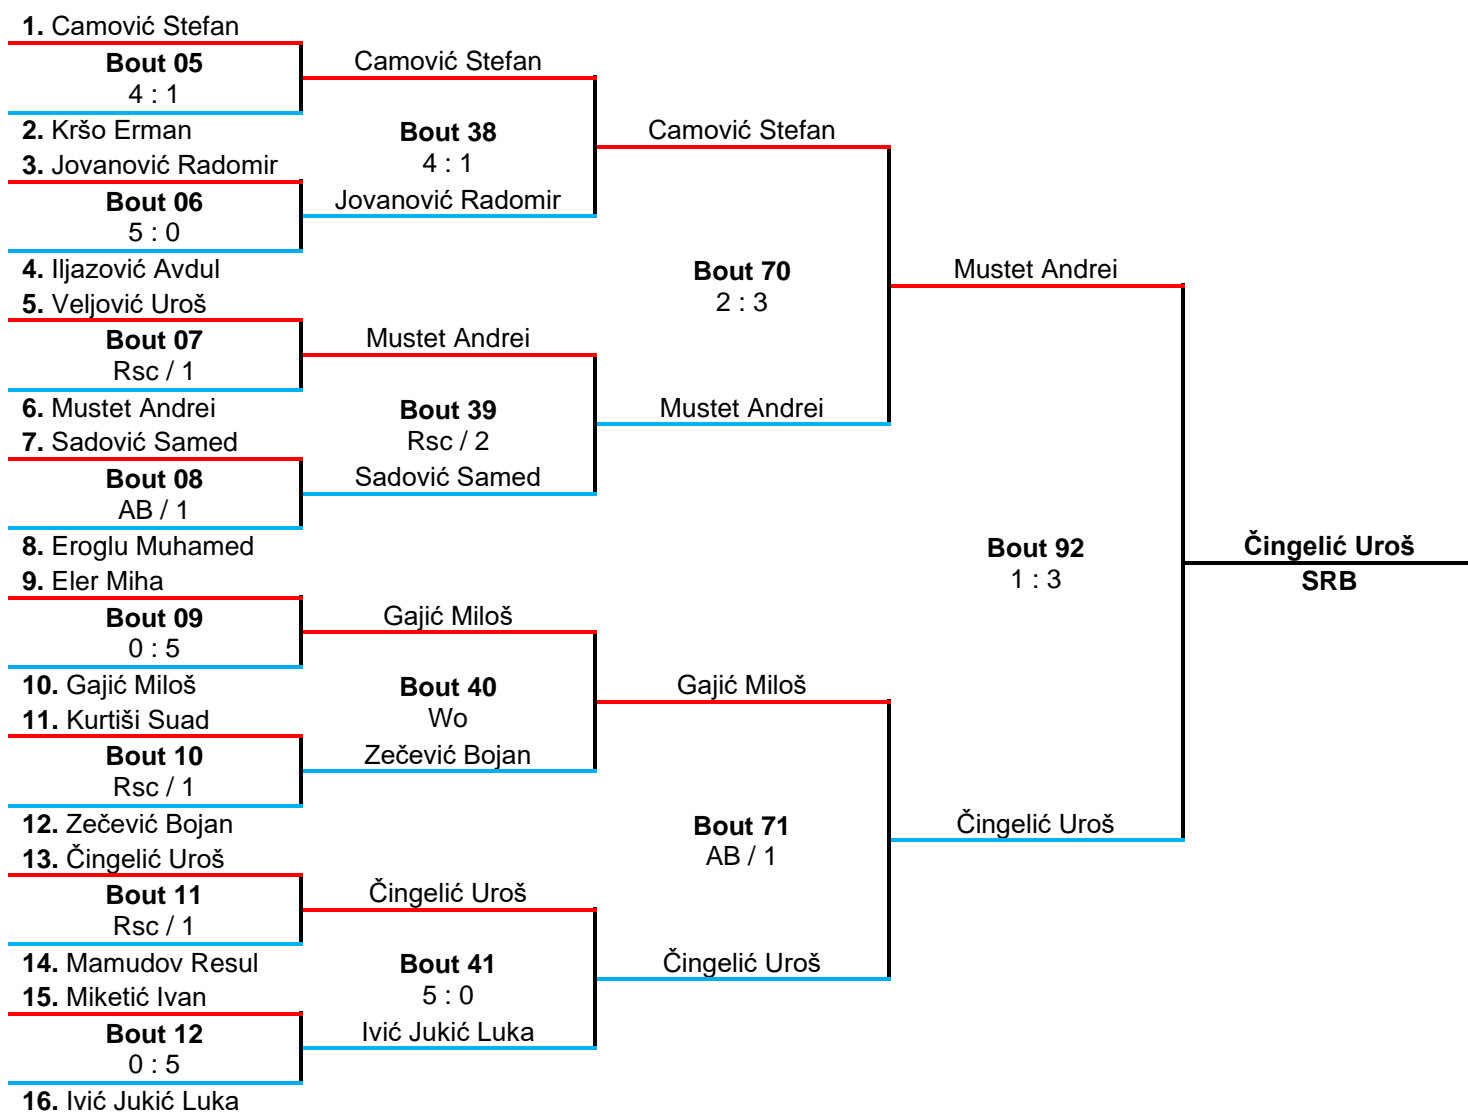 1. Camović Stefan
Bout 05
4 : 1
2. Kršo Erman
3. Jovanović Radomir
Bout 06
5 : 0
4. Iljazović Avdul
5. Veljović Uroš
Bout 07
Rsc / 1
6. Mustet Andrei
7. Sadović Samed
Bout 08
AB / 1
8. Eroglu Muhamed
9. Eler Miha
Bout 09
0 : 5
10. Gajić Miloš
11. Kurtiši Suad
Bout 10
Rsc / 1
12. Zečević Bojan
13. Čingelić Uroš
Bout 11
Rsc / 1
14. Mamudov Resul
15. Miketić Ivan
Bout 12
0 : 5
16. Ivić Jukić Luka
Camović Stefan
Bout 38
4 : 1
Jovanović Radomir
Mustet Andrei
Bout 39
Rsc / 2
Sadović Samed
Gajić Miloš
Bout 40
Wo
Zečević Bojan
Čingelić Uroš
Bout 41
5 : 0
Ivić Jukić Luka
Camović Stefan
Bout 70
2 : 3
Mustet Andrei
Gajić Miloš
Bout 71
AB / 1
Čingelić Uroš
Mustet Andrei
Bout 92
1 : 3
Čingelić Uroš
Čingelić Uroš
SRB